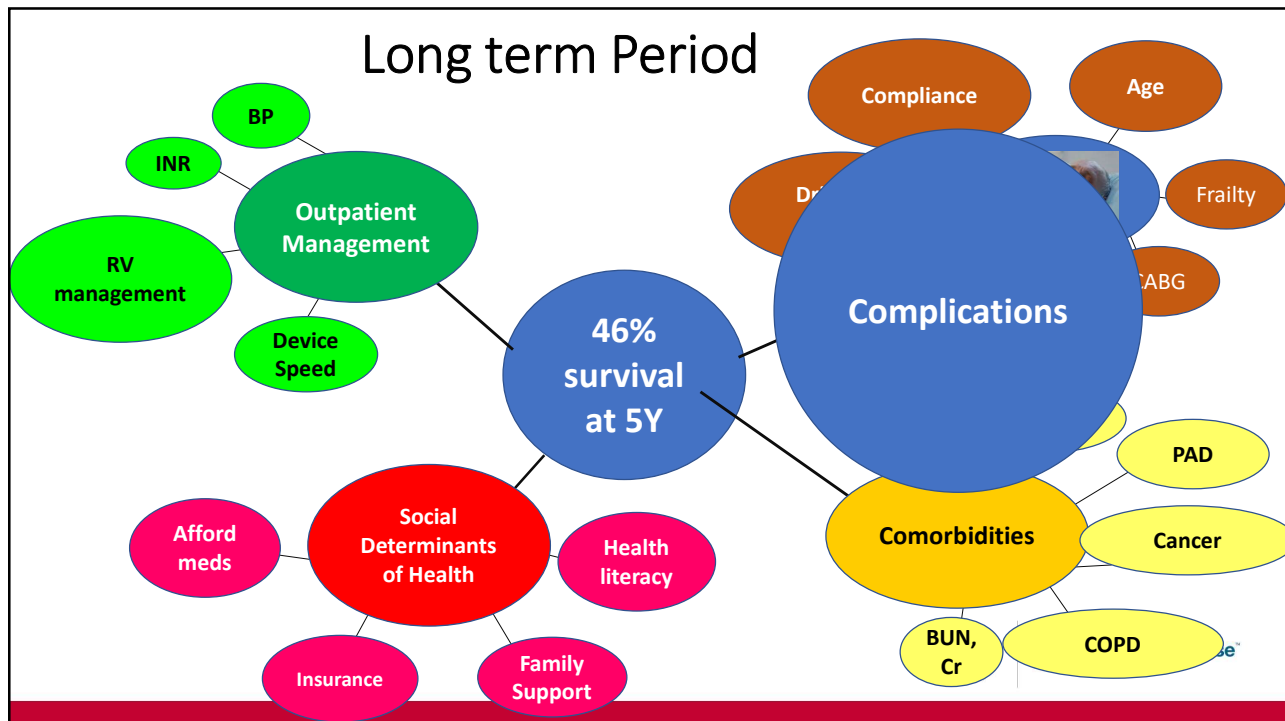 Long term Period
BP
INR
Outpatient
Management
RV
management
Device
Speed
46%
survival
at 5Y
Compliance
Age
Frailty
CABG
Complications
Social
Determinants
of Health
Afford
meds
Health
literacy
Insurance
Family
Support
Comorbidities
PAD
Cancer
COPD
BUN,
Cr